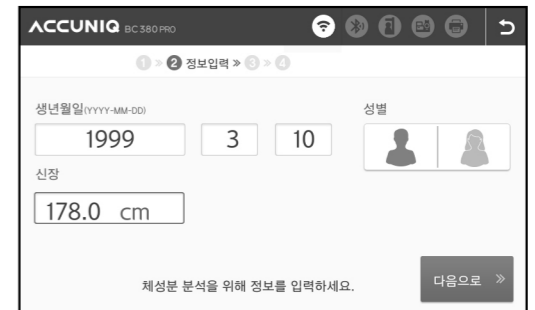 ACCUNIQ BC 380 PRO
1 » 2 정보입력 » 3 » 4
생년월일(YYYY-MM-DD)
성별
1999 3 10
신장
178.0 cm
체성분 분석을 위해 정보를 입력하세요.
다음으로 »